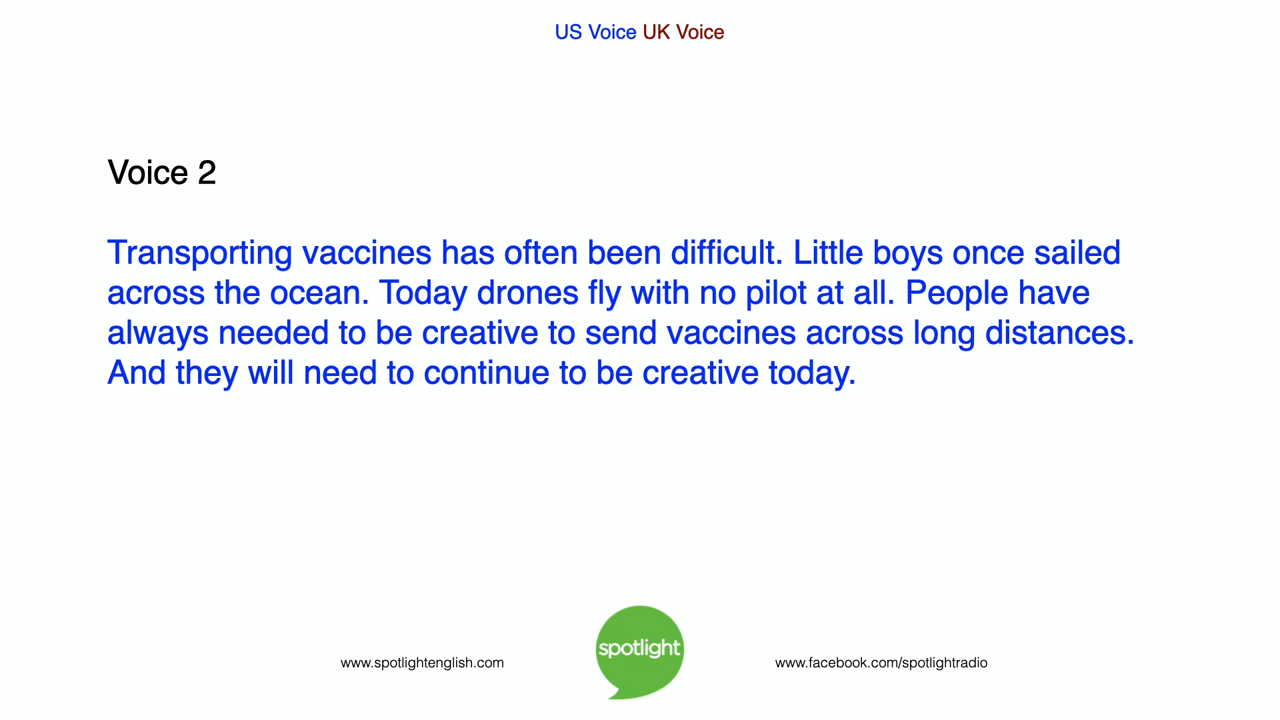 US Voice UK Voice
Voice 2
Transporting vaccines has often been difficult. Little boys once sailed
across the ocean. Today drones fly with no pilot at all. People have
always needed to be creative to send vaccines across long distances.
And they will need to continue to be creative today.
www.spotlightenglish.com
spotlight
www.facebook.com/spotlightradio